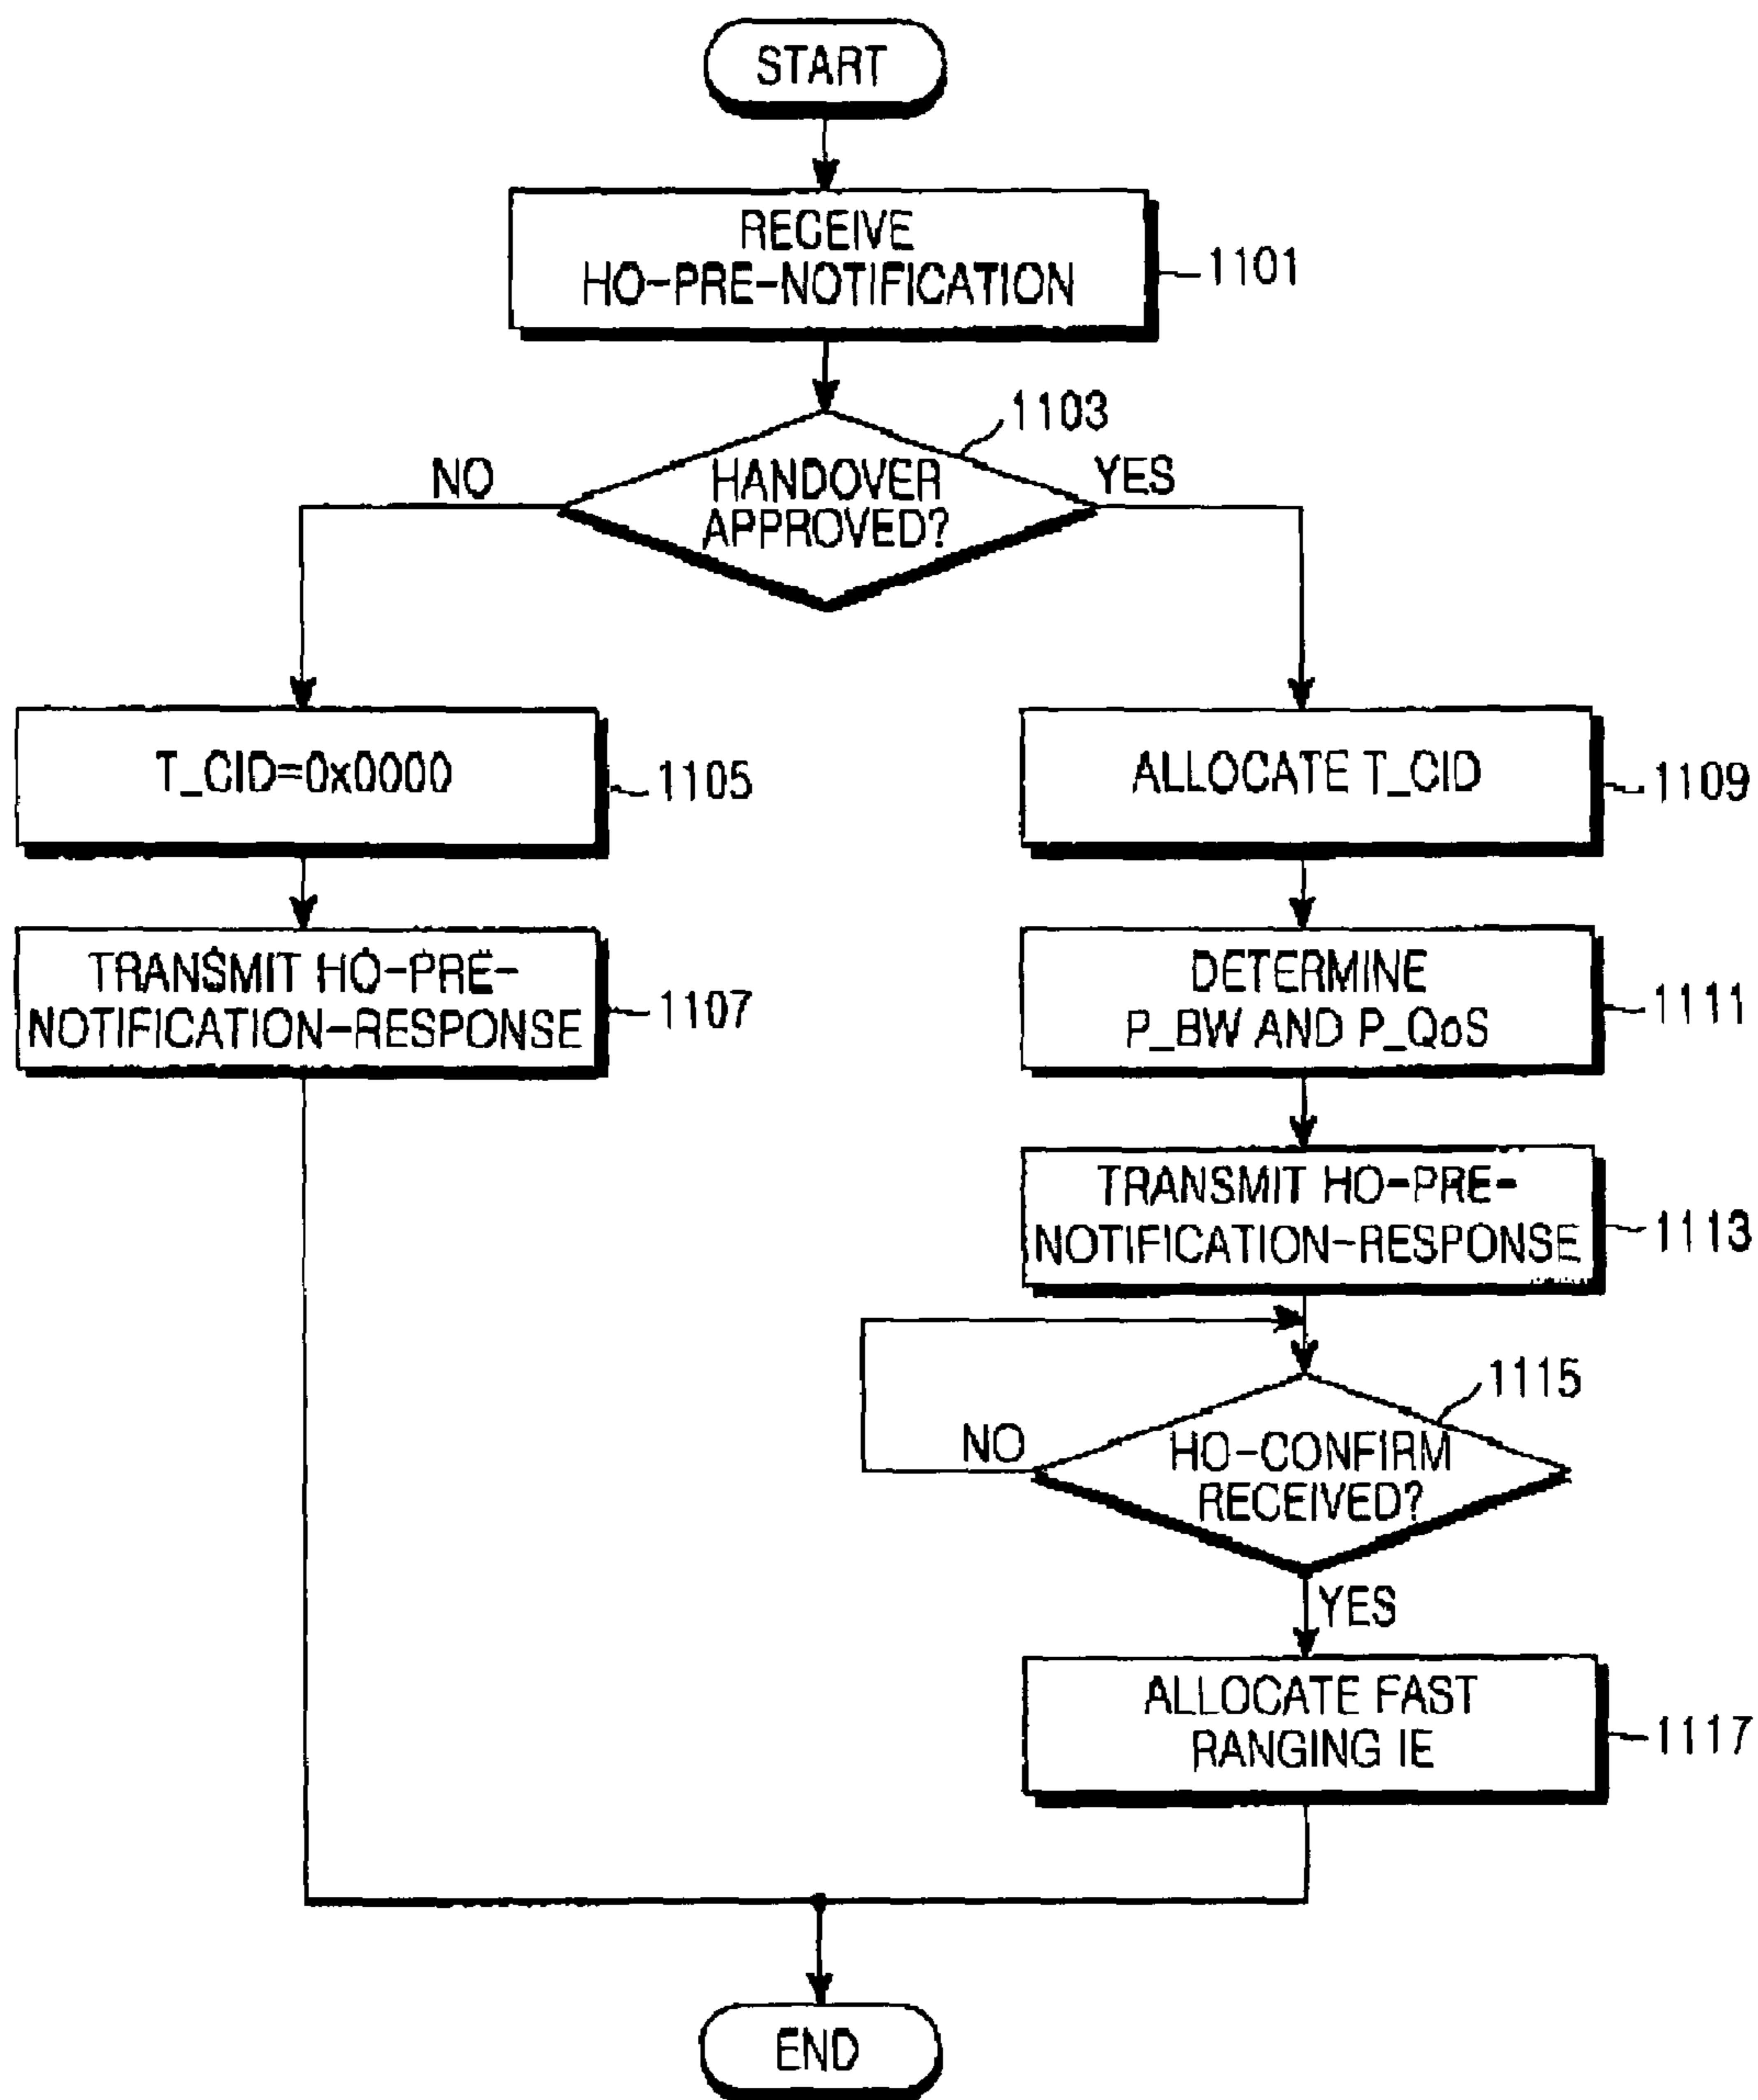 START
RECEIVE
HO-PRE-NOTIFICATION
1101
1103
NO
HANDOVER
APPROVED?
YES
T_CID=0x0000
1105
ALLOCATE T_CID
1109
TRANSMIT HO-PRE-
NOTIFICATION-RESPONSE
1107
DETERMINE
P_BW AND P_QoS
1111
TRANSMIT HO-PRE-
NOTIFICATION-RESPONSE
1113
1115
NO
HO-CONFIRM
RECEIVED?
YES
ALLOCATE FAST
RANGING IE
1117
END